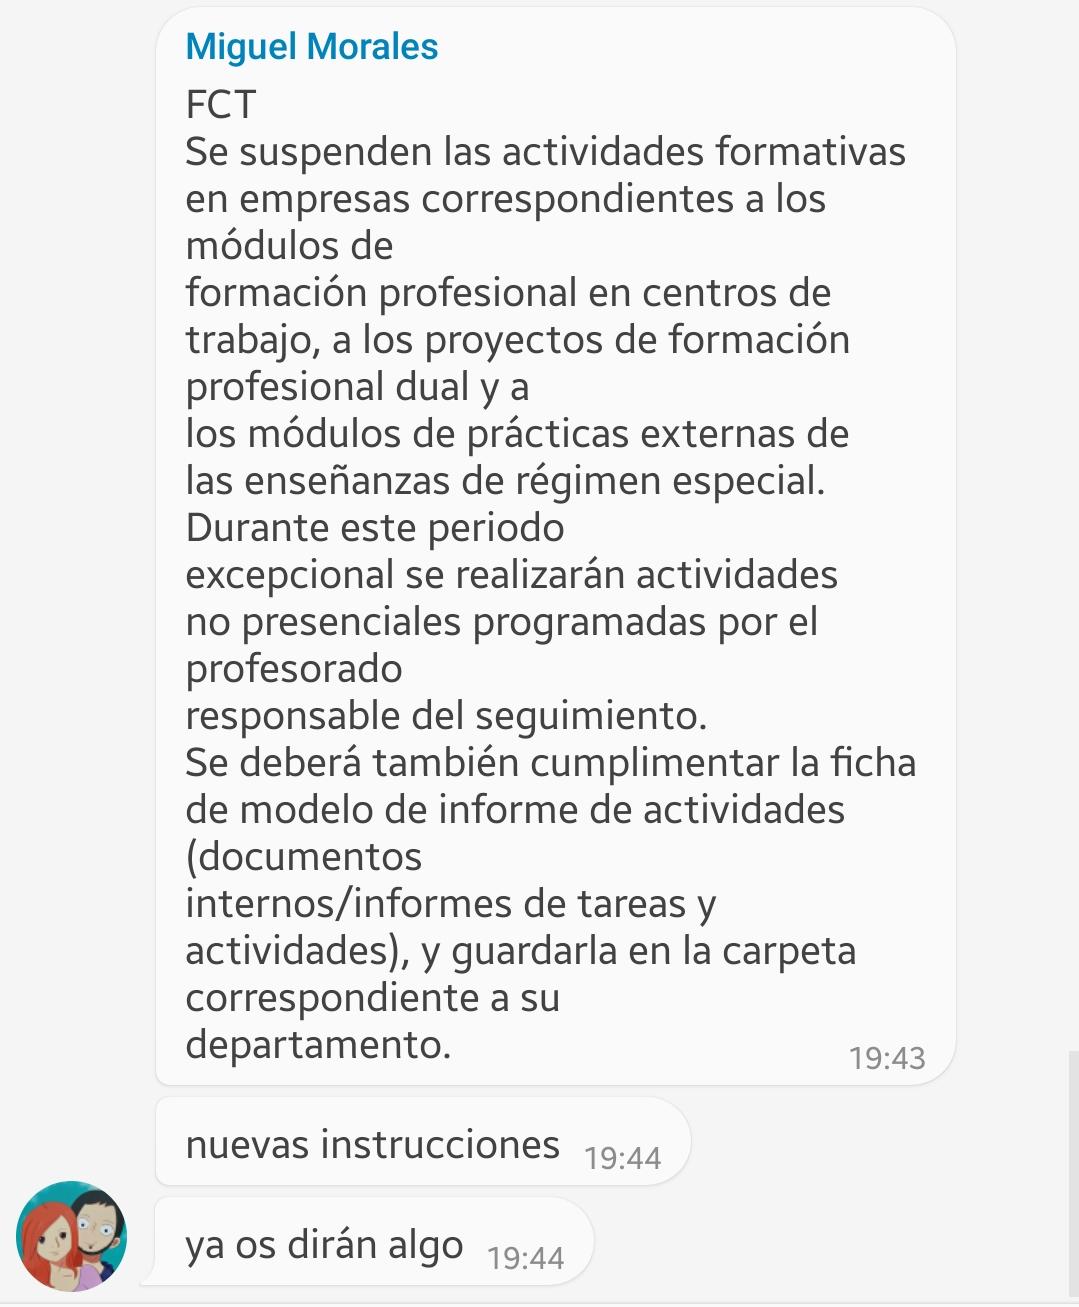 Miguel Morales
FCT
Se suspenden las actividades formativas
en empresas correspondientes a los
módulos de
formación profesional en centros de
trabajo, a los proyectos de formación
profesional dual y a
los módulos de prácticas externas de
las enseñanzas de régimen especial.
Durante este periodo
excepcional se realizarán actividades
no presenciales programadas por el
profesorado
responsable del seguimiento.
Se deberá también cumplimentar la ficha
de modelo de informe de actividades
(documentos
internos/informes de tareas y
actividades), y guardarla en la carpeta
correspondiente a su
departamento.
19:43
nuevas instrucciones 19:44
ya os dirán algo 19:44